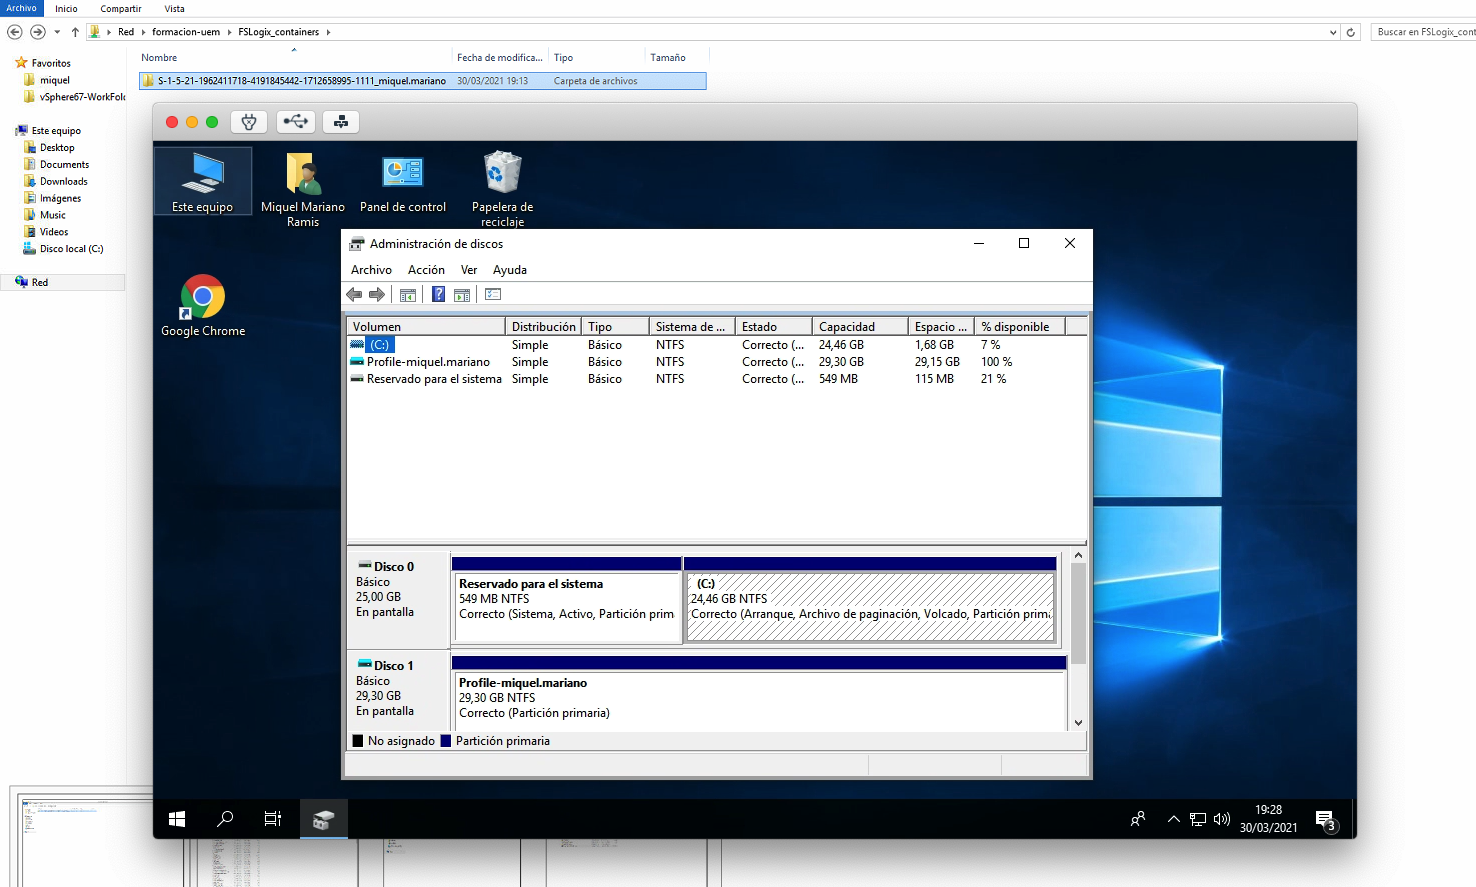 Archivo Inicio Compartir Vista
Red formacion-uem FSLogix_containers
Buscar en FSLogix_cont
Nombre Fecha de modifica... Tipo Tamaño
Favoritos
miquel
vSphere67-WorkFold
Este equipo
Desktop
Documents
Downloads
Imágenes
Music
Videos
Disco local (C:)
Red
S-1-5-21-1962411718-4191845442-1712658995-1111_miquel.mariano 30/03/2021 19:13 Carpeta de archivos
Este equipo
Miquel Mariano
Ramis
Panel de control
Papelera de
reciclaje
Google Chrome
Administración de discos
Archivo Acción Ver Ayuda
Volumen Distribución Tipo Sistema de ... Estado Capacidad Espacio ... % disponible
(C:) Simple Básico NTFS Correcto (... 24,46 GB 1,68 GB 7 %
Profile-miquel.mariano Simple Básico NTFS Correcto (... 29,30 GB 29,15 GB 100 %
Reservado para el sistema Simple Básico NTFS Correcto (... 549 MB 115 MB 21 %
Disco 0
Básico
25,00 GB
En pantalla
Reservado para el sistema
549 MB NTFS
Correcto (Sistema, Activo, Partición prim
(C:)
24,46 GB NTFS
Correcto (Arranque, Archivo de paginación, Volcado, Partición prima
Disco 1
Básico
29,30 GB
En pantalla
Profile-miquel.mariano
29,30 GB NTFS
Correcto (Partición primaria)
No asignado Partición primaria
19:28
30/03/2021
3